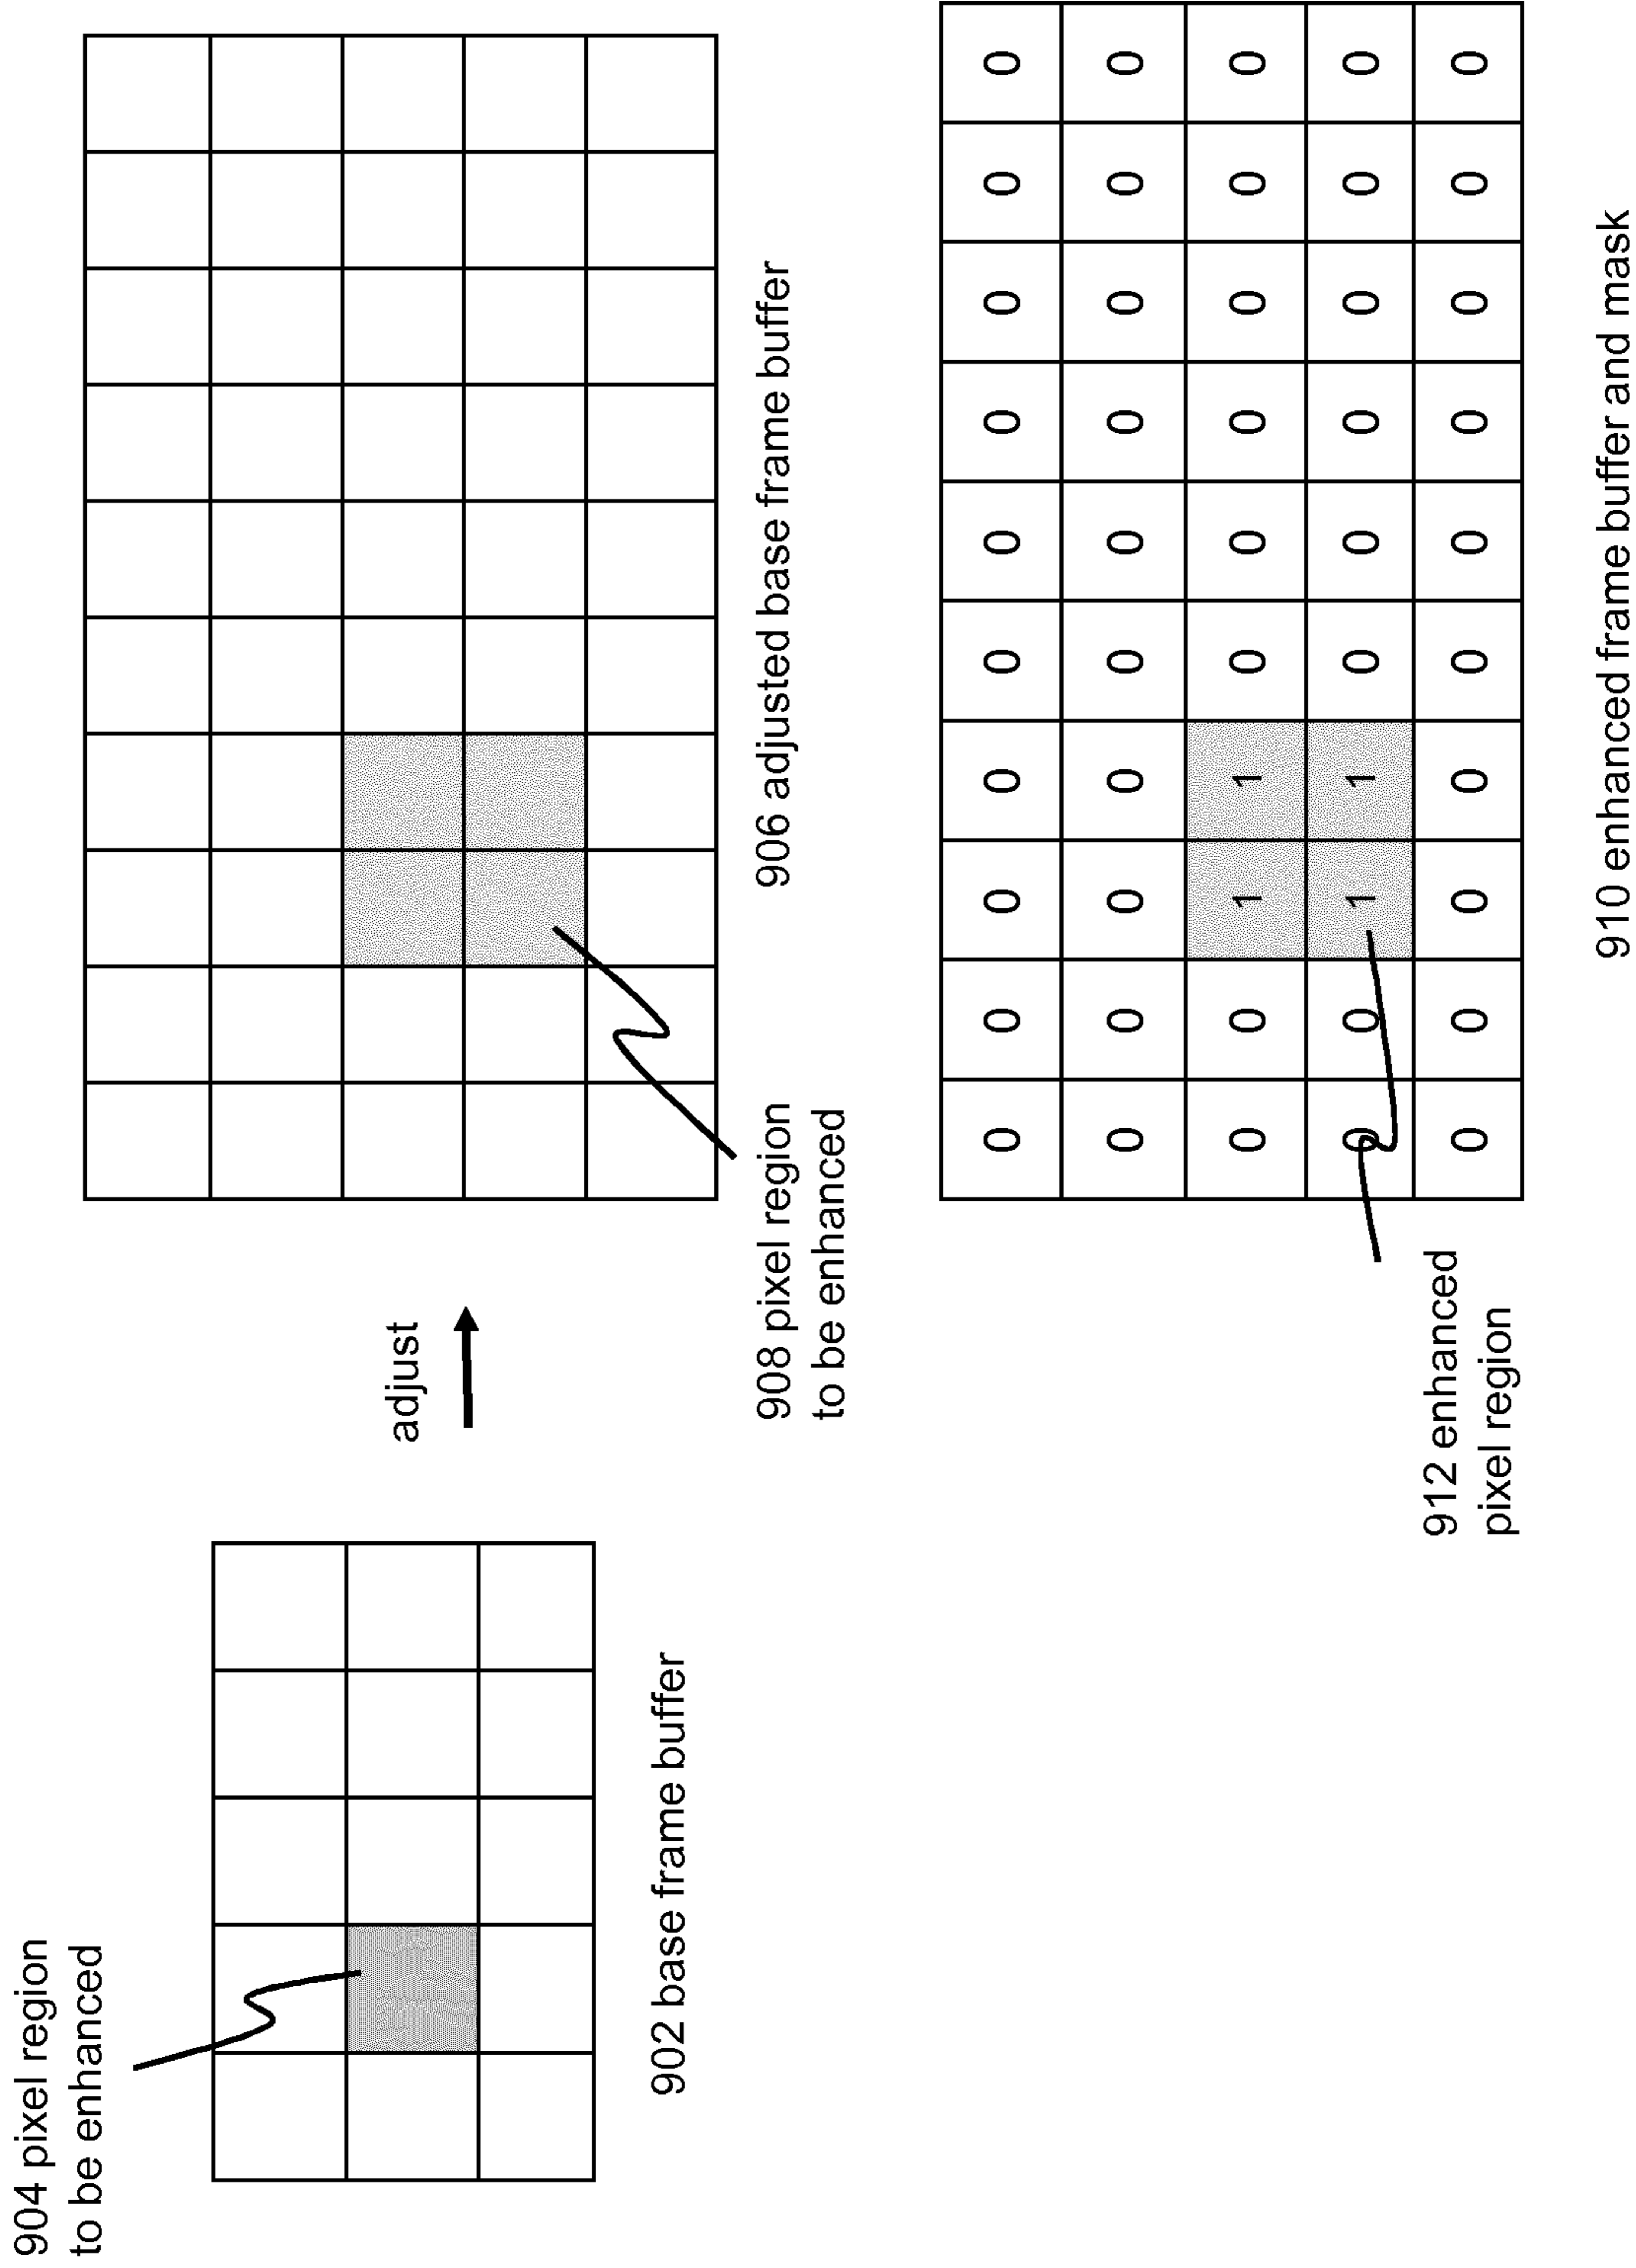 904 pixel region
to be enhanced
adjust
902 base frame buffer
906 adjusted base frame buffer
908 pixel region
to be enhanced
0 0 0 0 0 0 0 0 0 0
0 0 0 0 0 0 0 0 0 0
0 0 1 1 0 0 0 0 0 0
0 0 1 1 0 0 0 0 0 0
0 0 0 0 0 0 0 0 0 0
912 enhanced
pixel region
910 enhanced frame buffer and mask